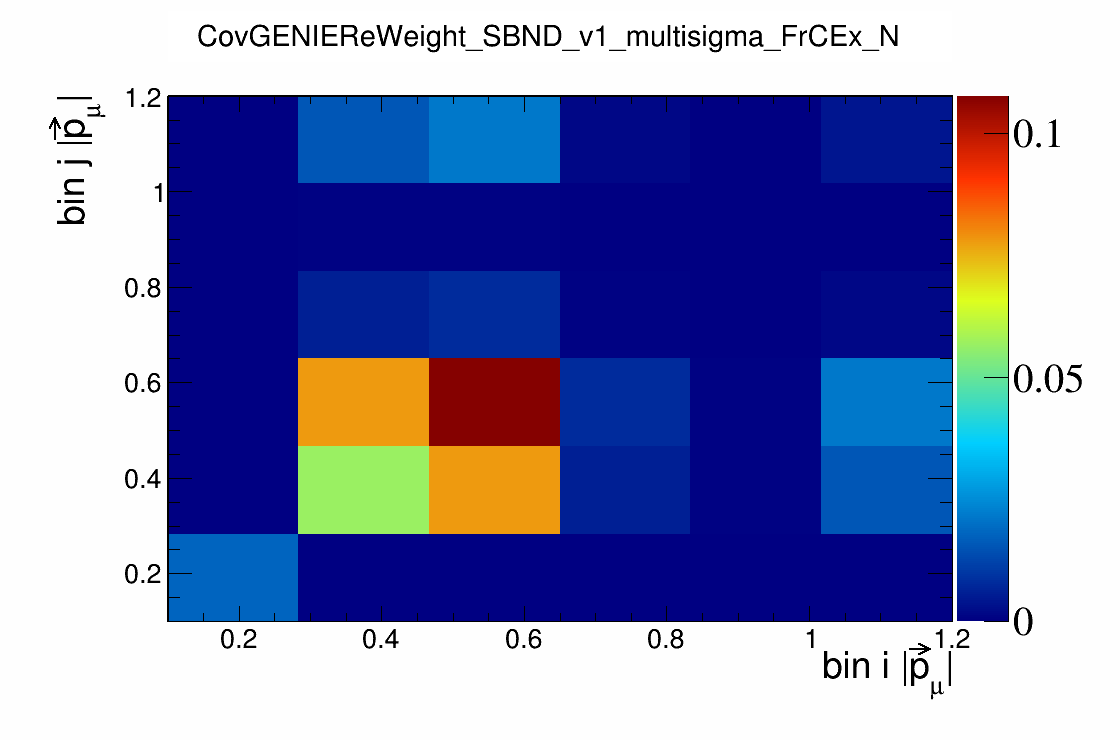 CovGENIEReWeight_SBND_v1_multisigma_FrCEx_N
bin j |p⃗μ|
1.2
1
0.8
0.6
0.4
0.2
0.2 0.4 0.6 0.8 1 1.2
bin i |p⃗μ|
0.1
0.05
0